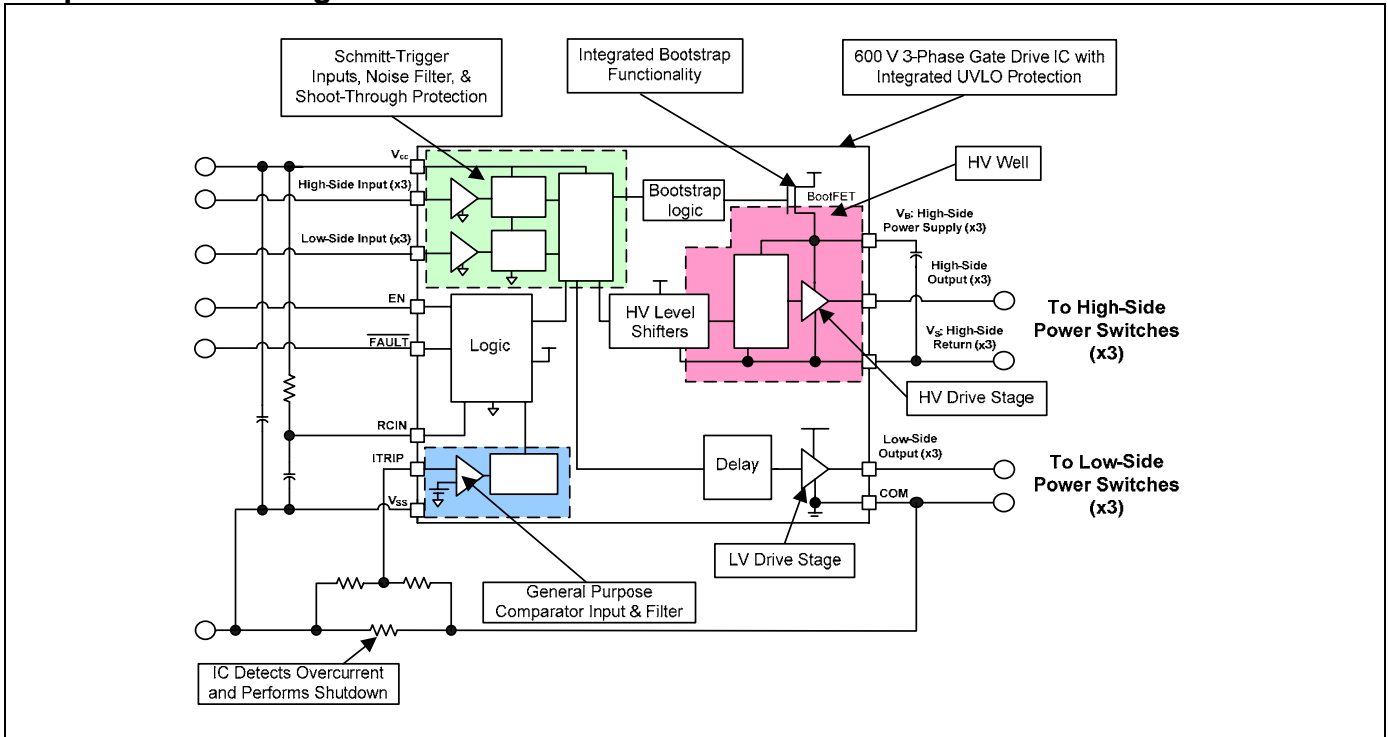 Schmitt-Trigger
Inputs, Noise Filter, &
Shoot-Through Protection
Integrated Bootstrap
Functionality
600 V 3-Phase Gate Drive IC with
Integrated UVLO Protection
HV Well
Vcc
High-Side Input (x3)
Low-Side Input (x3)
EN
FAULT
RCIN
ITRIP
VSS
Bootstrap
logic
BootFET
HV Level
Shifters
Logic
Delay
VB: High-Side
Power Supply (x3)
High-Side
Output (x3)
VS: High-Side
Return (x3)
To High-Side
Power Switches
(x3)
HV Drive Stage
Low-Side
Output (x3)
COM
To Low-Side
Power Switches
(x3)
LV Drive Stage
General Purpose
Comparator Input & Filter
IC Detects Overcurrent
and Performs Shutdown